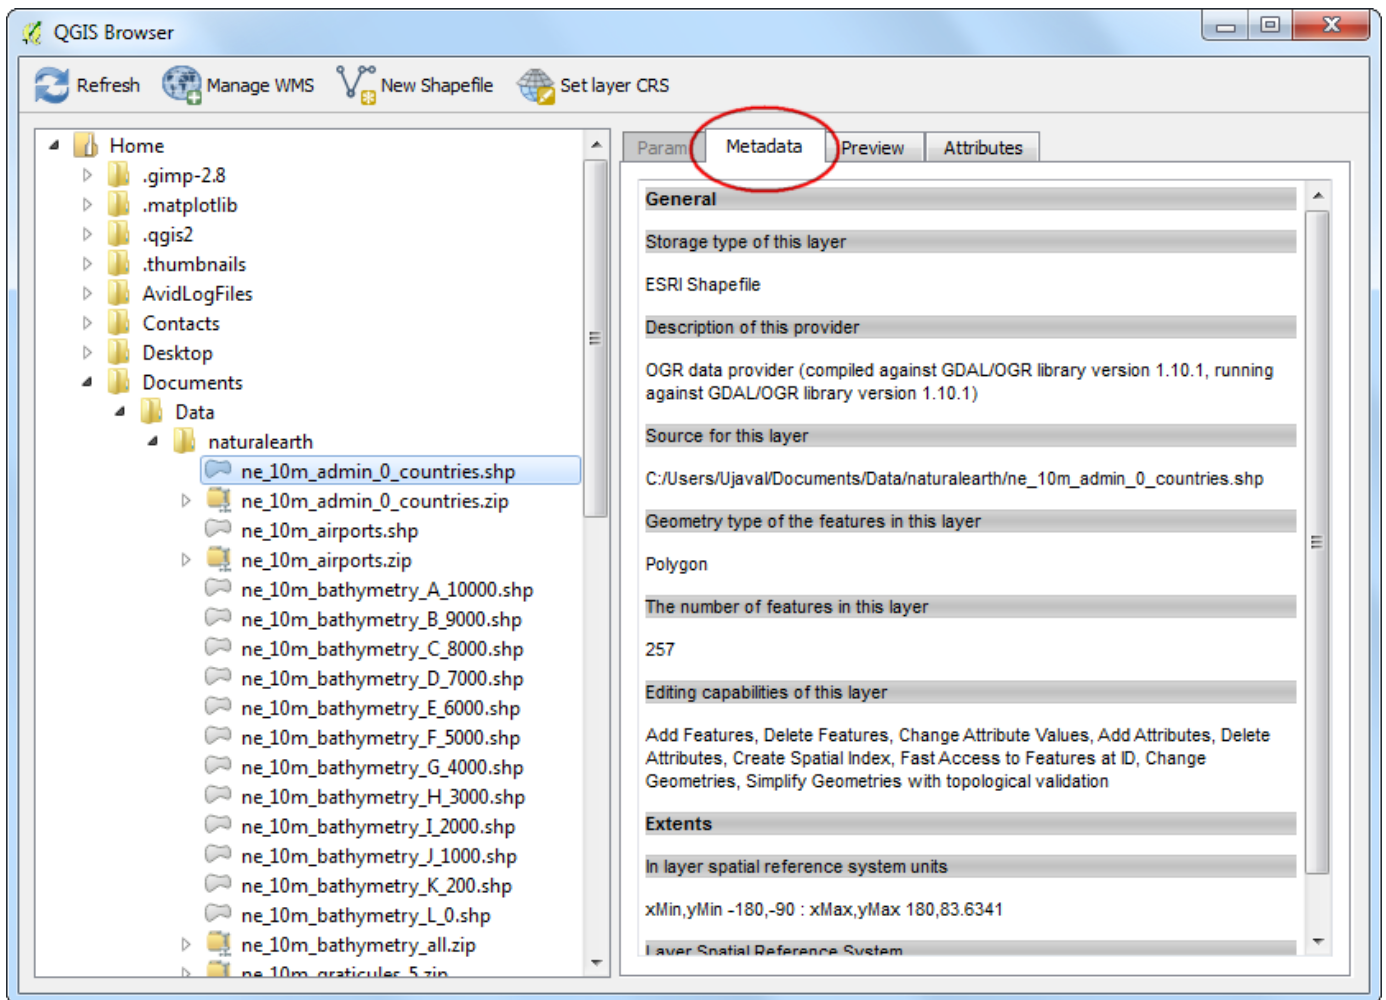 QGIS Browser
Refresh Manage WMS New Shapefile Set layer CRS
Home
.gimp-2.8
.matplotlib
.qgis2
.thumbnails
AvidLogFiles
Contacts
Desktop
Documents
Data
naturalearth
ne_10m_admin_0_countries.shp
ne_10m_admin_0_countries.zip
ne_10m_airports.shp
ne_10m_airports.zip
ne_10m_bathymetry_A_10000.shp
ne_10m_bathymetry_B_9000.shp
ne_10m_bathymetry_C_8000.shp
ne_10m_bathymetry_D_7000.shp
ne_10m_bathymetry_E_6000.shp
ne_10m_bathymetry_F_5000.shp
ne_10m_bathymetry_G_4000.shp
ne_10m_bathymetry_H_3000.shp
ne_10m_bathymetry_I_2000.shp
ne_10m_bathymetry_J_1000.shp
ne_10m_bathymetry_K_200.shp
ne_10m_bathymetry_L_0.shp
ne_10m_bathymetry_all.zip
ne_10m_graticules_5.zip
Param Metadata Preview Attributes
General
Storage type of this layer
ESRI Shapefile
Description of this provider
OGR data provider (compiled against GDAL/OGR library version 1.10.1, running
against GDAL/OGR library version 1.10.1)
Source for this layer
C:/Users/Ujaval/Documents/Data/naturalearth/ne_10m_admin_0_countries.shp
Geometry type of the features in this layer
Polygon
The number of features in this layer
257
Editing capabilities of this layer
Add Features, Delete Features, Change Attribute Values, Add Attributes, Delete
Attributes, Create Spatial Index, Fast Access to Features at ID, Change
Geometries, Simplify Geometries with topological validation
Extents
In layer spatial reference system units
xMin,yMin -180,-90 : xMax,yMax 180,83.6341
Layer Spatial Reference System